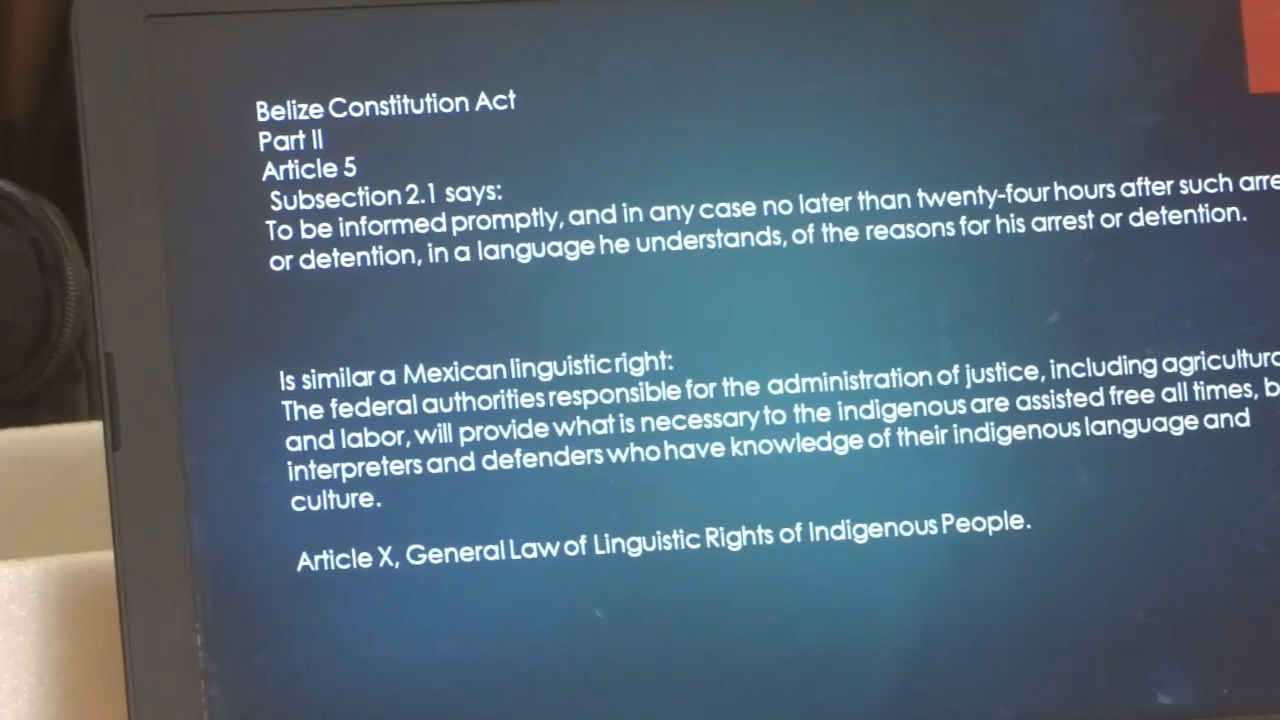 Belize Constitution Act
Part II
Article 5
Subsection 2.1 says:
To be informed promptly, and in any case no later than twenty-four hours after such
or detention, in a language he understands, of the reasons for his arrest or detention.
Is similar a Mexican linguistic right:
The federal authorities responsible for the administration of justice, including
and labor, will provide what is necessary to the indigenous are assisted free all times,
interpreters and defenders who have knowledge of their indigenous language and
culture.
Article X, General Law of Linguistic Rights of Indigenous People.